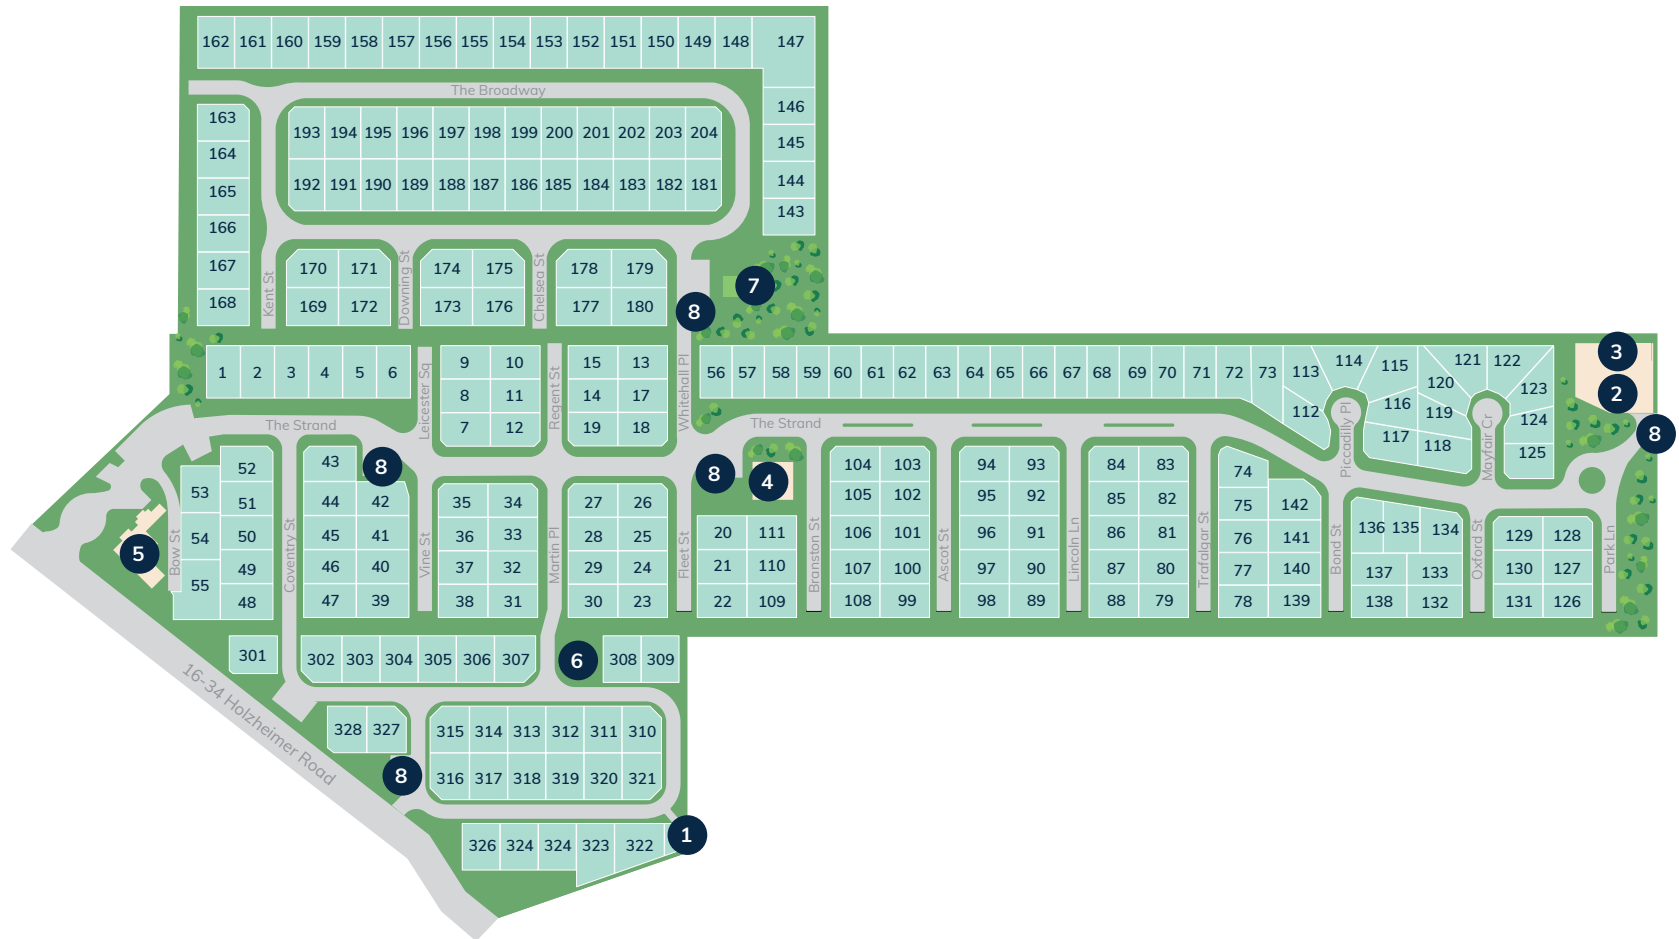 162 161 160 159 158 157 156 155 154 153 152 151 150 149 148 147
The Broadway
146
163
193 194 195 196 197 198 199 200 201 202 203 204
145
164
192 191 190 189 188 187 186 185 184 183 182 181
144
165
143
166
167
170 171
174 175
178 179
168
169 172
173 176
177 180
Kent St
Downing St
Chelsea St
7
8
1 2 3 4 5 6
9 10
8 11
7 12
15 13
14 17
19 18
Leicester Sq
Regent St
Whitehall Pl
56 57 58 59 60 61 62 63 64 65 66 67 68 69 70 71 72 73 113 114 115 121 122
112 116 120 119 123
117 118 124
125
3
2
8
Piccadilly Pl
Mayfair Cr
The Strand
The Strand
52
53 51
54 50
55 49
48
5
Bow St
Coventry St
43
8
44 42
45 41
46 40
47 39
Vine St
35 34
36 33
37 32
38 31
Martin Pl
27 26
28 25
29 24
30 23
Fleet St
8
4
20 111
21 110
22 109
Branston St
104 103
105 102
106 101
107 100
108 99
Ascot St
94 93
95 92
96 91
97 90
98 89
Lincoln Ln
84 83
85 82
86 81
87 80
88 79
Trafalgar St
74
75 142
76 141
77 140
78 139
Bond St
136 135 134
137 133
138 132
Oxford St
129 128
130 127
131 126
Park Ln
301
302 303 304 305 306 307
6
308 309
16-34 Holzheimer Road
328 327
8
315 314 313 312 311 310
316 317 318 319 320 321
326 324 324 323 322
1